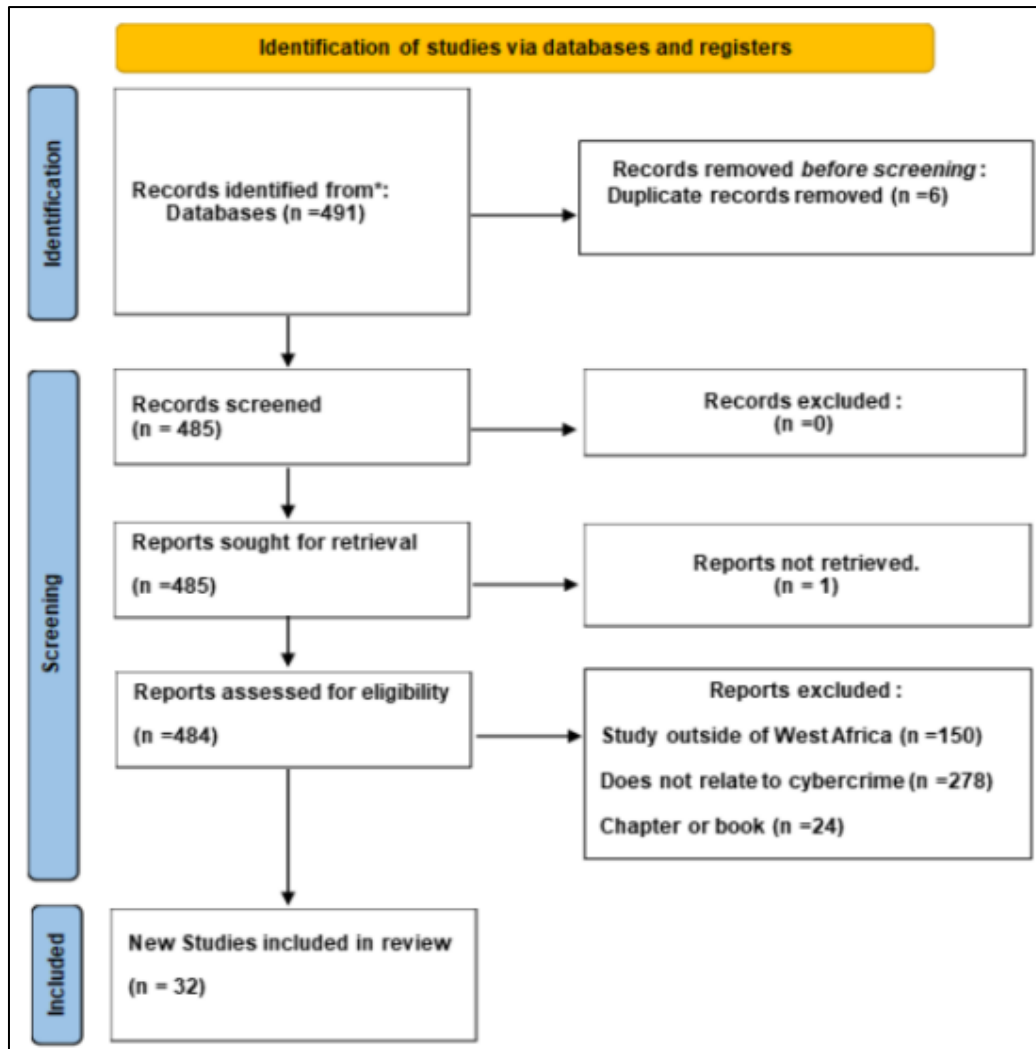 Identification of studies via databases and registers
Identification
Records identified from*:
Databases (n =491)
Records removed before screening :
Duplicate records removed (n =6)
Screening
Records screened
(n = 485)
Records excluded :
(n =0)
Reports sought for retrieval
(n =485)
Reports not retrieved.
(n = 1)
Reports assessed for eligibility
(n =484)
Reports excluded :
Study outside of West Africa (n =150)
Does not relate to cybercrime (n =278)
Chapter or book (n =24)
Included
New Studies included in review
(n = 32)